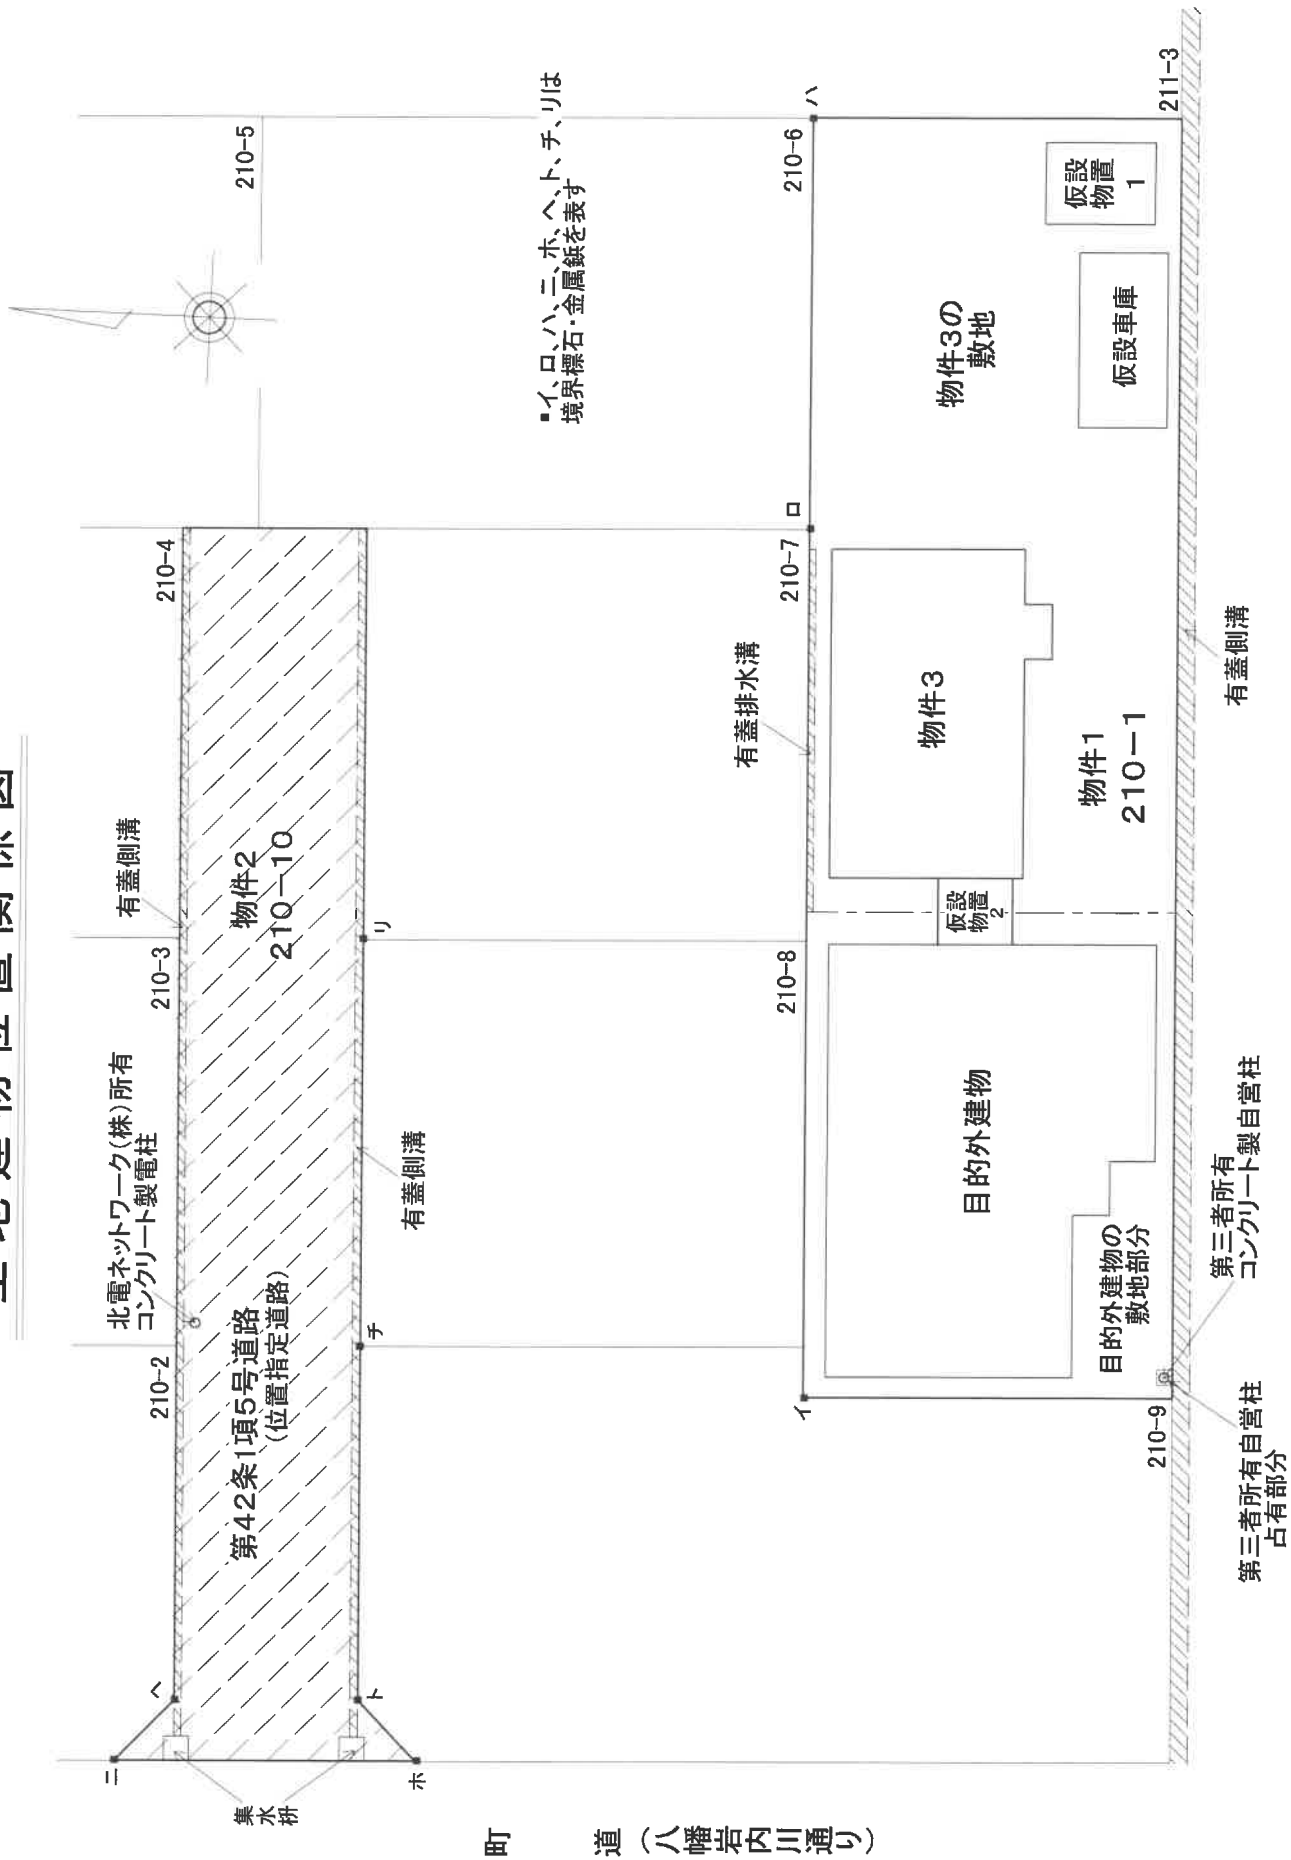 土地建物位置関係図
210-5
210-6
ハ
211-3
■イ、ロ、ハ、ニ、ホ、ヘ、ト、チ、リは
境界標石・金属鋲を表す
仮設
物置
1
物件3の
敷地
仮設車庫
210-4
ロ
210-7
有蓋側溝
物件2
210-10
有蓋排水溝
物件3
有蓋側溝
物件1
210-1
210-3
リ
210-8
仮設
物置
2
北電ネットワーク(株)所有
コンクリート製電柱
有蓋側溝
目的外建物
第三者所有
コンクリート製自営柱
目的外建物の
敷地部分
210-2
第42条1項5号道路
(位置指定道路)
チ
イ
210-9
第三者所有自営柱
占有部分
ヘ
ト
ニ
ホ
集
水
枡
町 道(八幡岩内川通り)